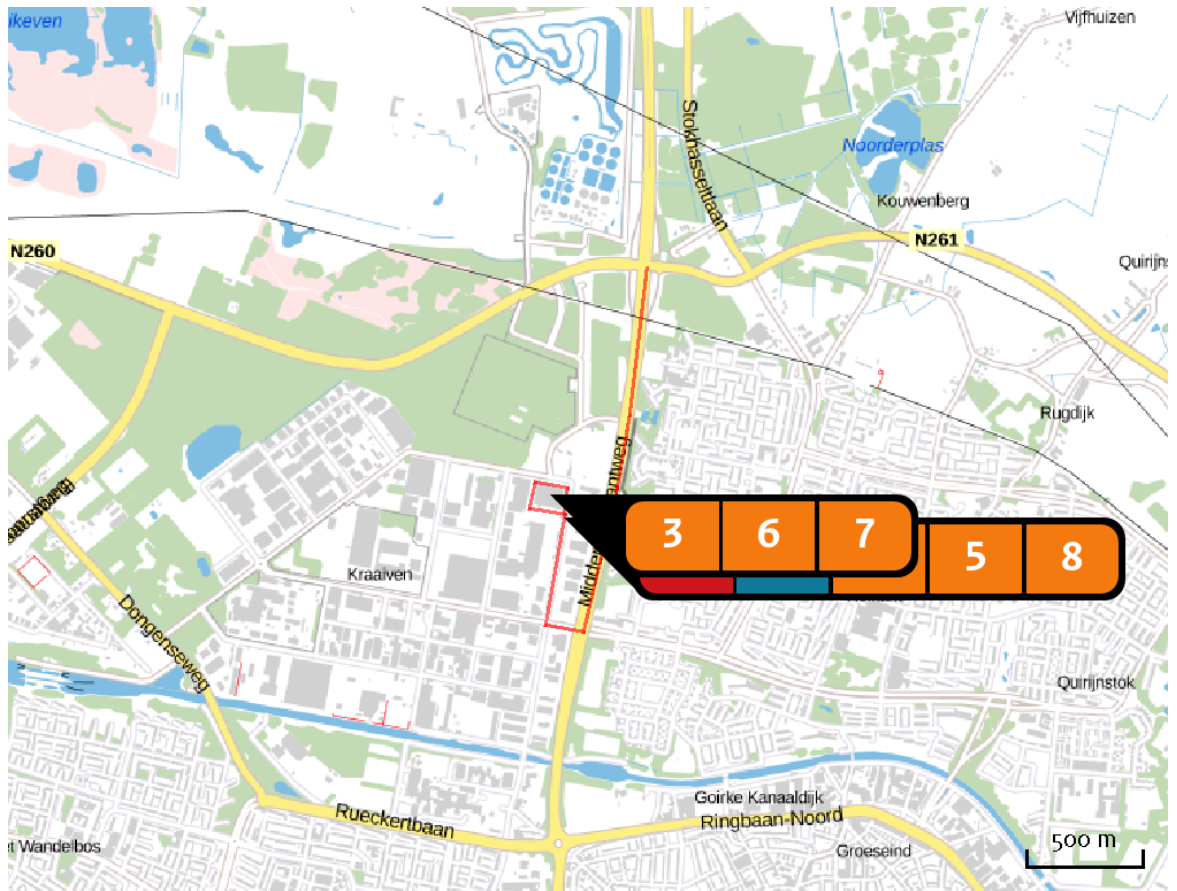 Vijfhuizen
ikeven
Stokhasseltlaan
Noorderplas
Kouwenberg
N261
N260
Quirijns
Rugdijk
3 6 7
5 8
Kraaiven
Dongenseweg
Quirijnstok
Goirke Kanaaldijk
Ringbaan-Noord
Rueckertbaan
t Wandelbos
Groeseind
500 m